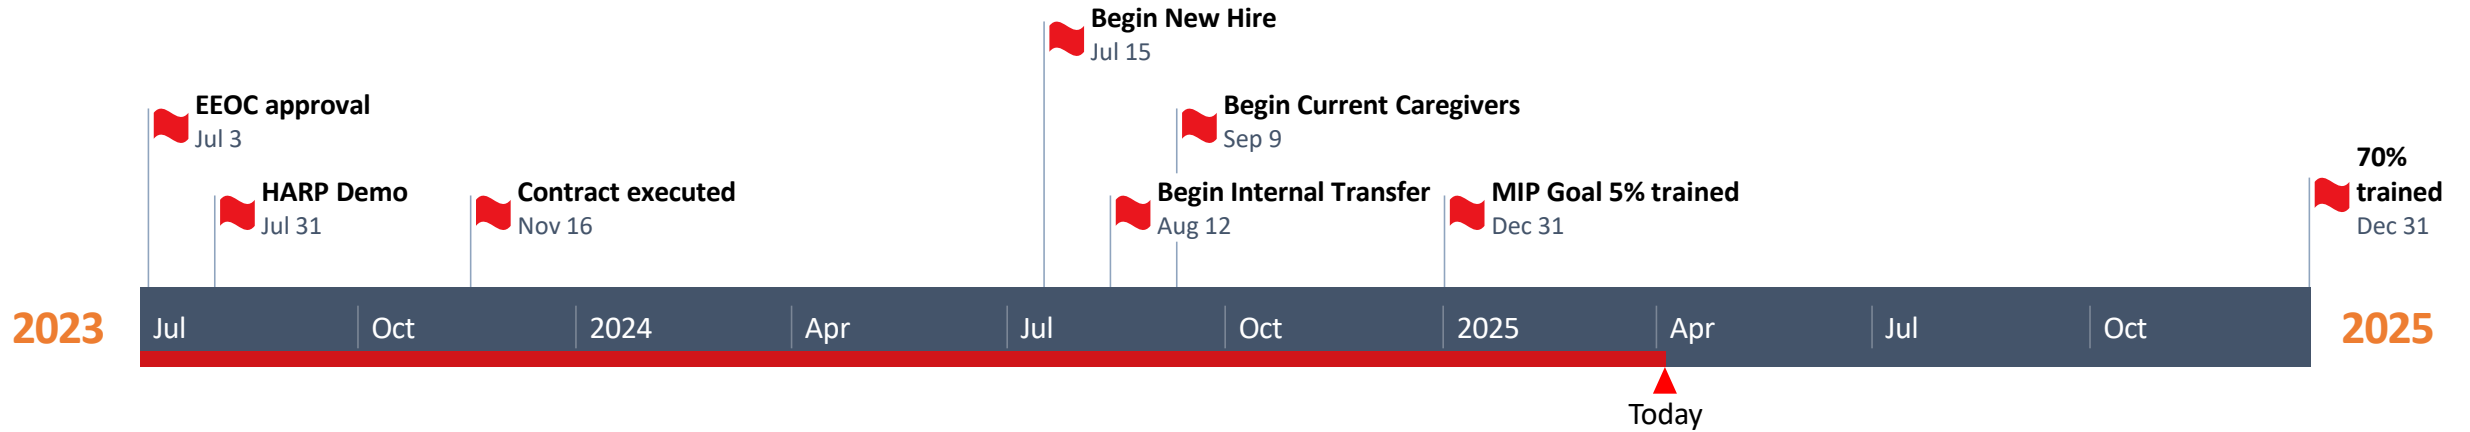 Begin New Hire
Jul 15
EEOC approval
Jul 3
Begin Current Caregivers
Sep 9
HARP Demo
Jul 31
Contract executed
Nov 16
Begin Internal Transfer
Aug 12
MIP Goal 5% trained
Dec 31
70%
trained
Dec 31
2023
Jul
Oct
2024
Apr
Jul
Oct
2025
Apr
Jul
Oct
2025
Today